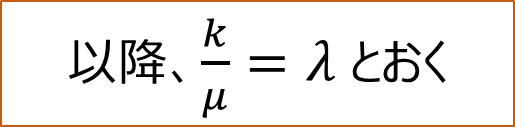 以降、k/μ = λ とおく